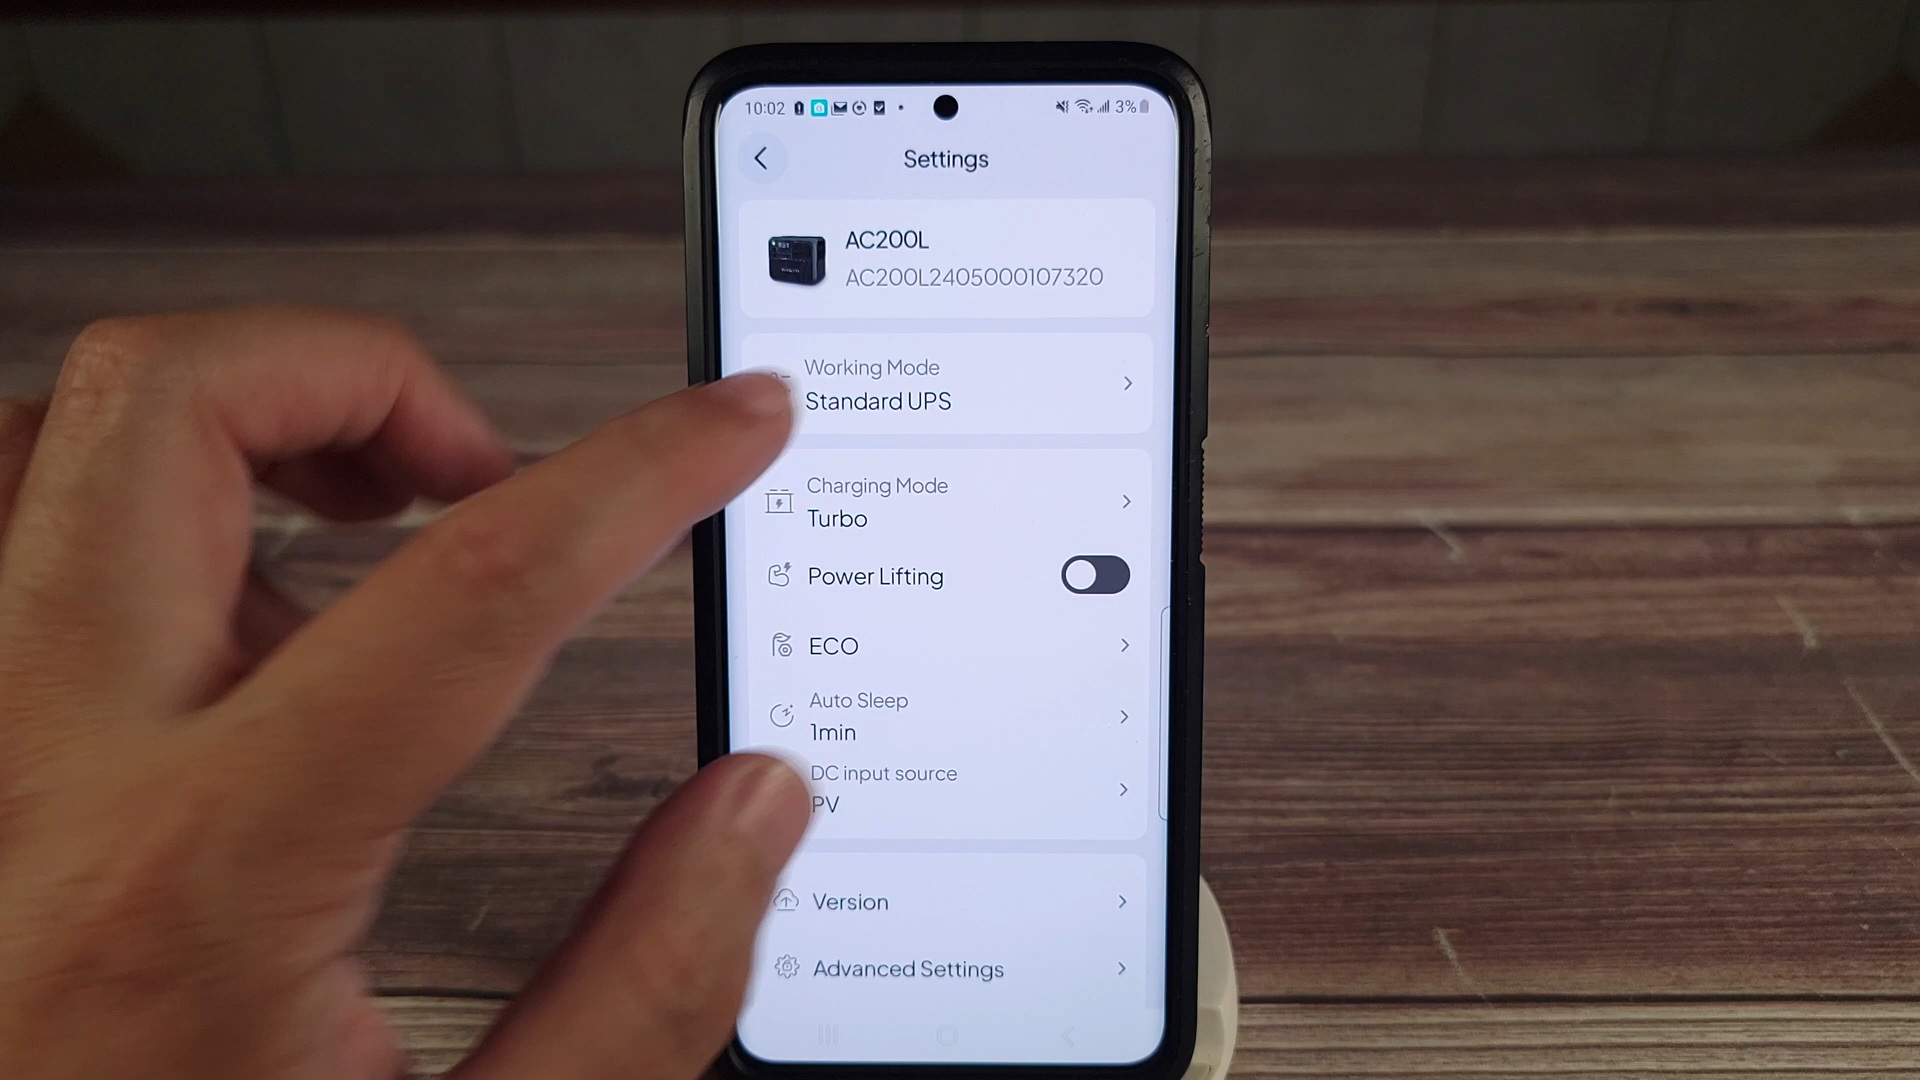 10:02 3%
Settings
AC200L
AC200L2405000107320
Working Mode
Standard UPS
Charging Mode
Turbo
Power Lifting
ECO
Auto Sleep
1min
DC input source
PV
Version
Advanced Settings